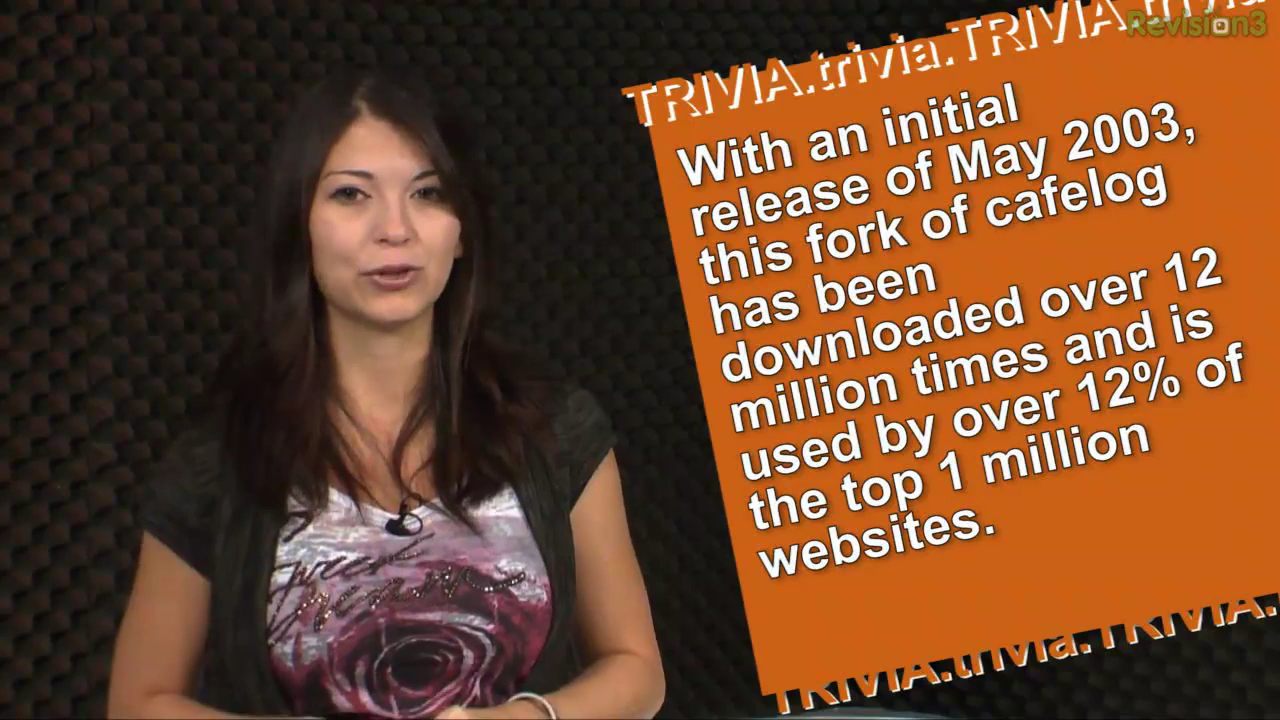 Revision3
TRIVIA.trivia.TRIVIA.trivia
With an initial
release of May 2003,
this fork of cafelog
has been
downloaded over 12
million times and is
used by over 12% of
the top 1 million
websites.
TRIVIA.trivia.TRIVIA.